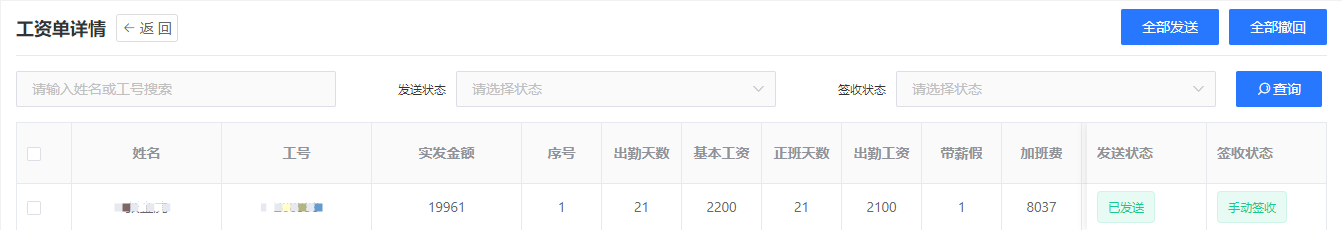 工资单详情 ← 返 回 全部发送 全部撤回
请输入姓名或工号搜索 发送状态 请选择状态 签收状态 请选择状态 查询
姓名 工号 实发金额 序号 出勤天数 基本工资 正班天数 出勤工资 带薪假 加班费 发送状态 签收状态
19961 1 21 2200 21 2100 1 8037 已发送 手动签收